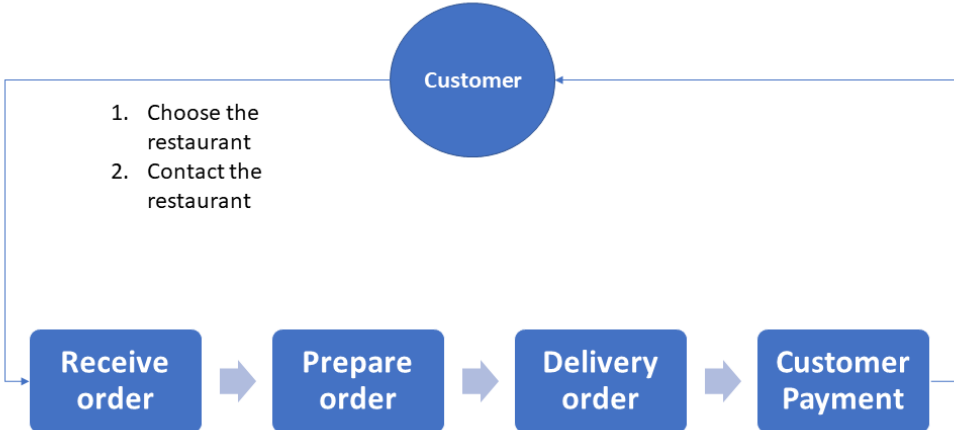 Customer
1. Choose the
restaurant
2. Contact the
restaurant
Receive
order
Prepare
order
Delivery
order
Customer
Payment